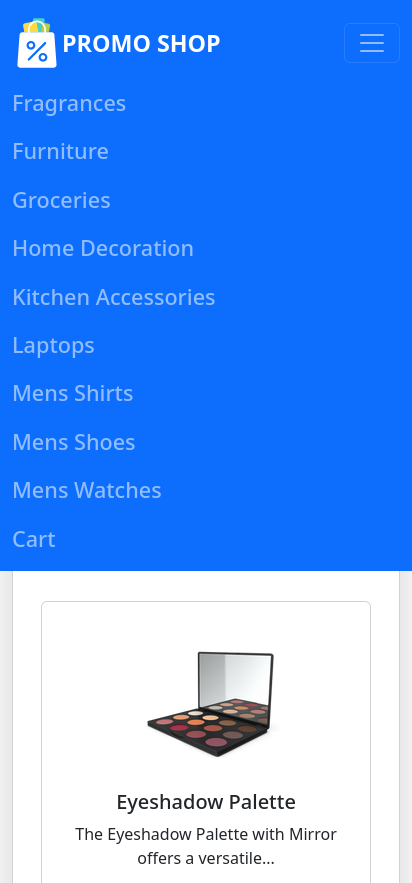 PROMO SHOP
Fragrances
Furniture
Groceries
Home Decoration
Kitchen Accessories
Laptops
Mens Shirts
Mens Shoes
Mens Watches
Cart
Eyeshadow Palette
The Eyeshadow Palette with Mirror
offers a versatile...